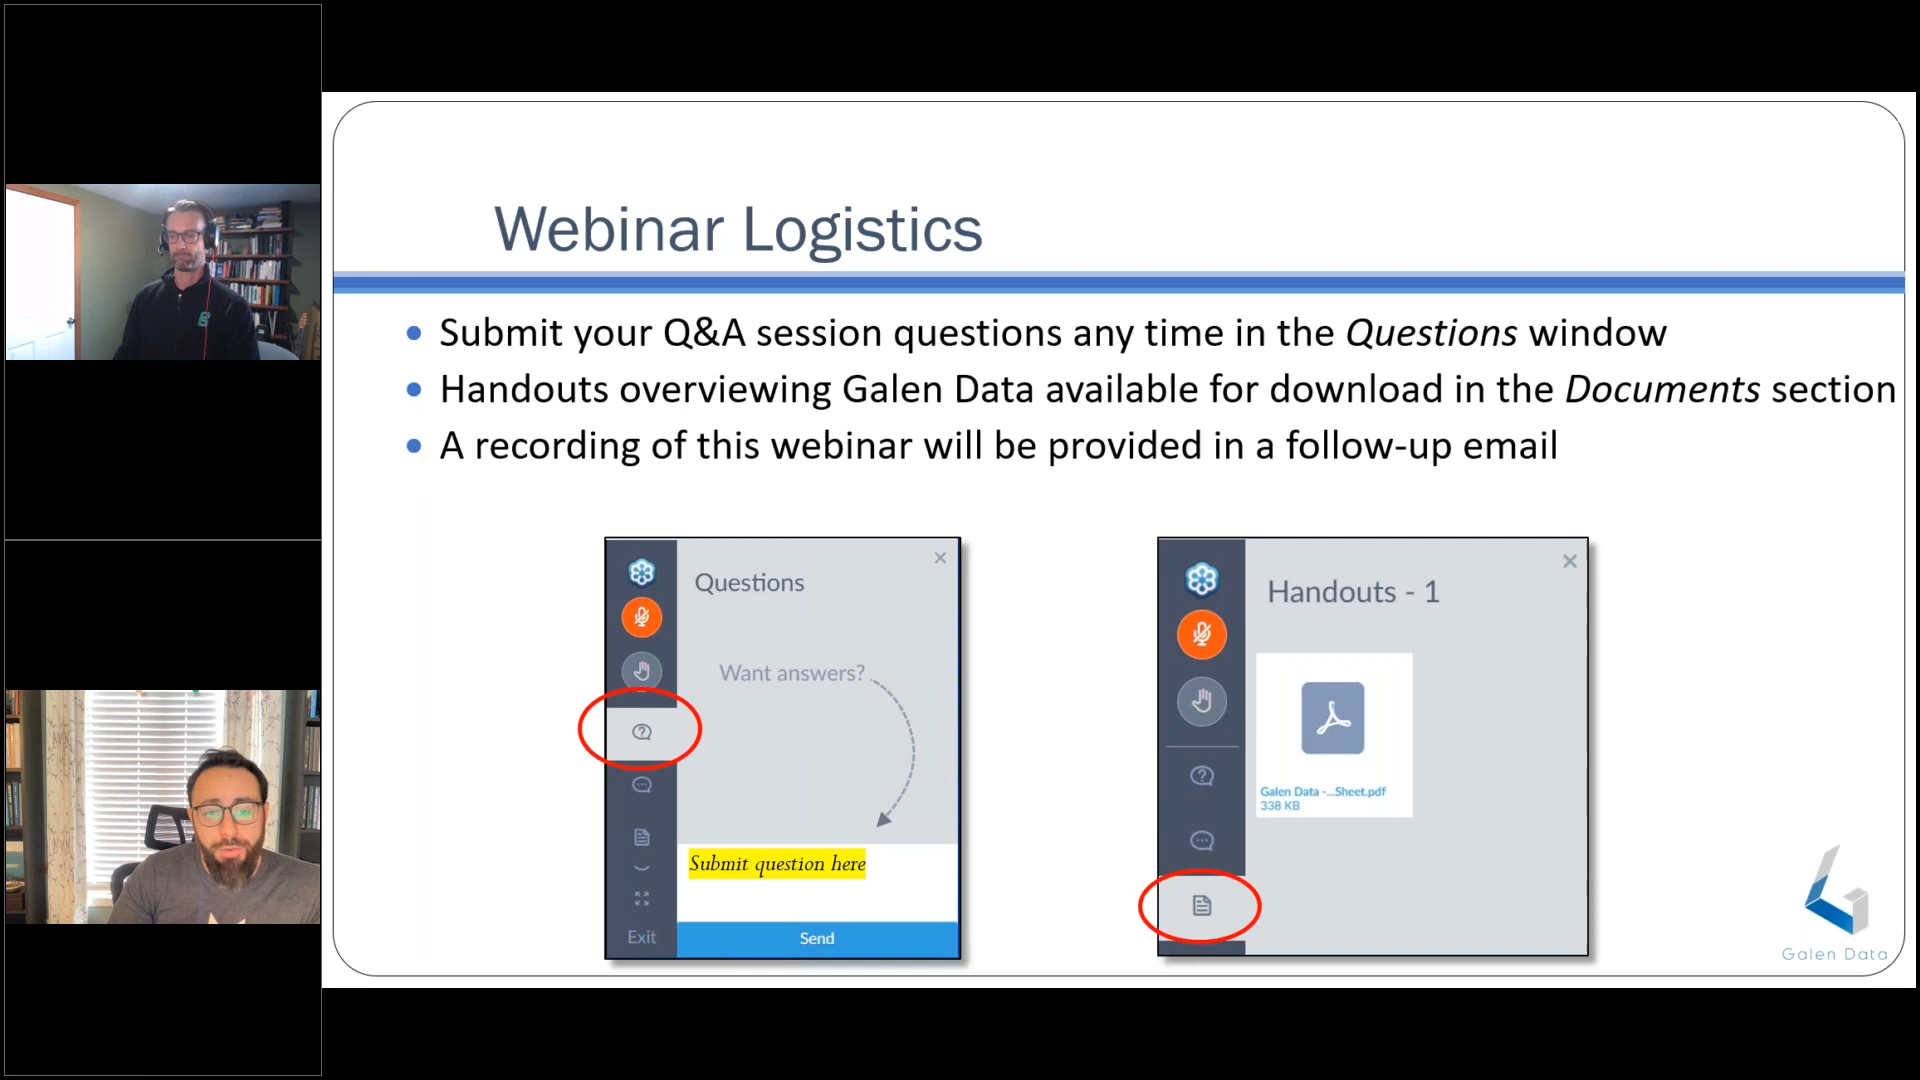 Webinar Logistics
• Submit your Q&A session questions any time in the Questions window
• Handouts overviewing Galen Data available for download in the Documents section
• A recording of this webinar will be provided in a follow-up email
Questions
Want answers?
Submit question here
Exit
Send
Handouts - 1
Galen Data -...Sheet.pdf
338 KB
Galen Data